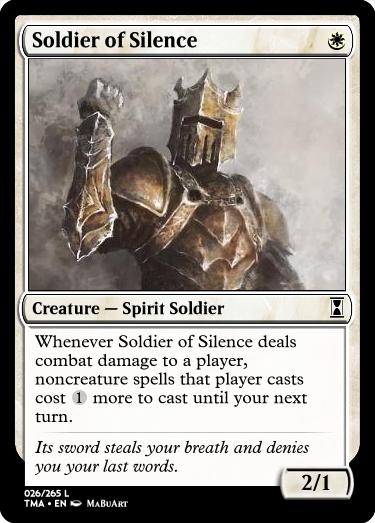 Soldier of Silence
Creature — Spirit Soldier
Whenever Soldier of Silence deals
combat damage to a player,
noncreature spells that player casts
cost 1 more to cast until your next
turn.
Its sword steals your breath and denies
you your last words.
2/1
026/265 L
TMA • EN MaBuArt